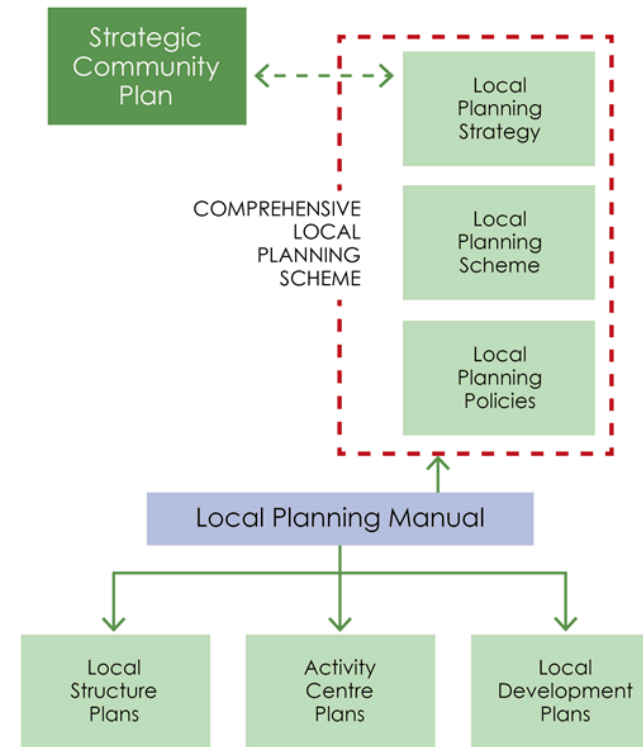 Strategic
Community
Plan
Local
Planning
Strategy
COMPREHENSIVE
LOCAL
PLANNING
SCHEME
Local
Planning
Scheme
Local
Planning
Policies
Local Planning Manual
Local
Structure
Plans
Activity
Centre
Plans
Local
Development
Plans